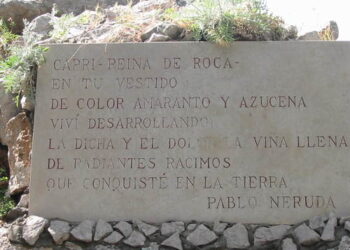 CAPRI-REINA DE ROCA-
EN TU VESTIDO
DE COLOR AMARANTO Y AZUCENA
VIVÍ DESARROLLANDO
LA DICHA Y EL DOLOR LA VIÑA LLENA
DE RADIANTES RACIMOS
QUE CONQUISTÉ EN LA TIERRA
PABLO NERUDA